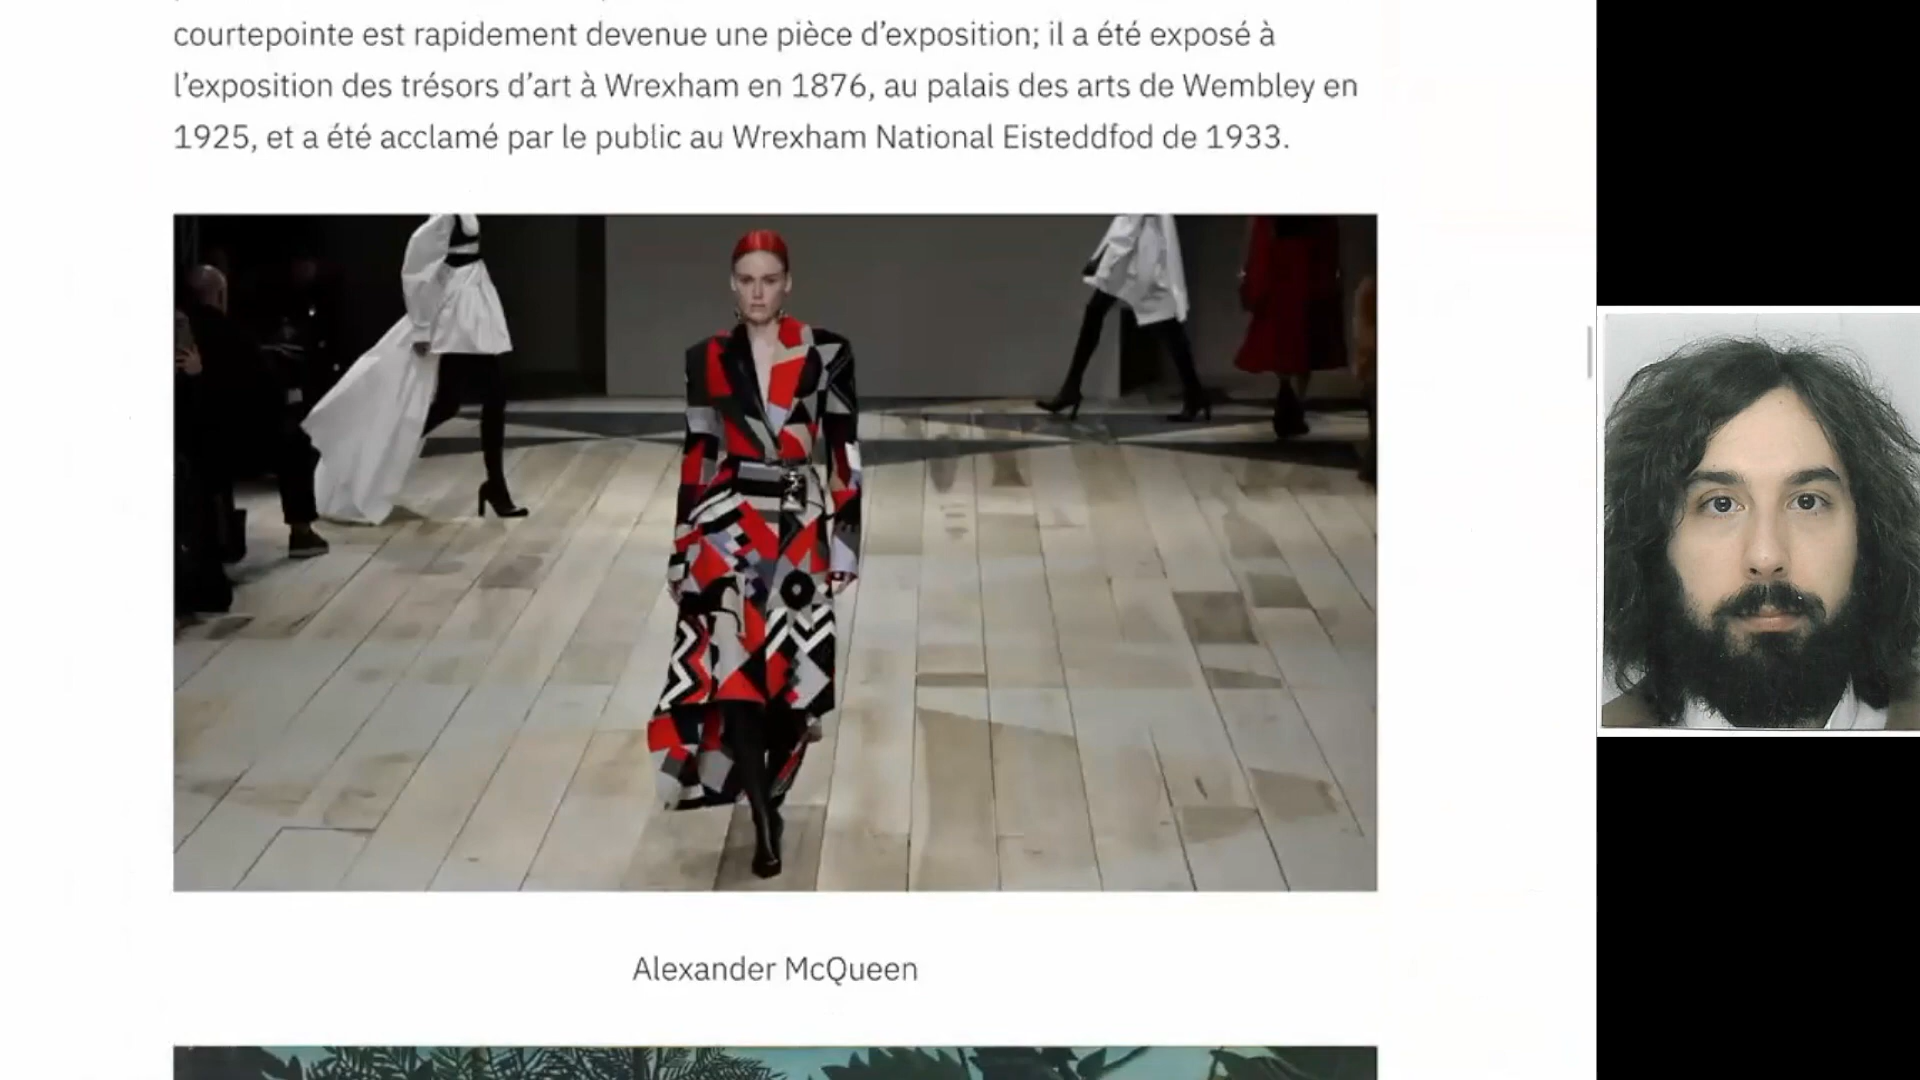 courtepointe est rapidement devenue une pièce d’exposition; il a été exposé à
l’exposition des trésors d’art à Wrexham en 1876, au palais des arts de Wembley en
1925, et a été acclamé par le public au Wrexham National Eisteddfod de 1933.
Alexander McQueen